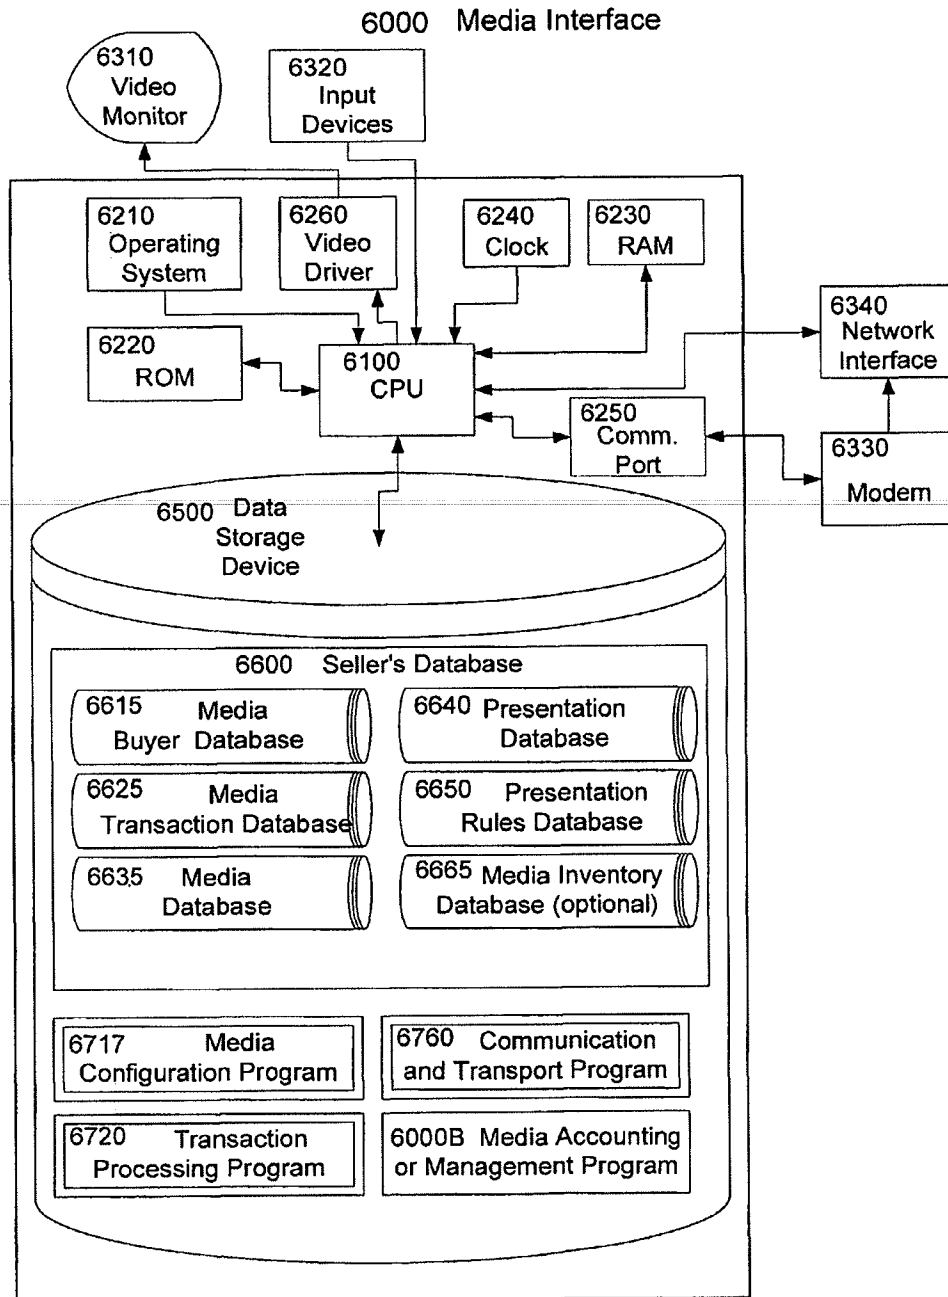 6000 Media Interface
6310
Video
Monitor
6320
Input
Devices
6210
Operating
System
6260
Video
Driver
6240
Clock
6230
RAM
6340
Network
Interface
6220
ROM
6100
CPU
6250
Comm.
Port
6330
Modem
6500 Data
Storage
Device
6600 Seller's Database
6615 Media
Buyer Database
6640 Presentation
Database
6625 Media
Transaction Database
6650 Presentation
Rules Database
6635 Media
Database
6665 Media Inventory
Database (optional)
6717 Media
Configuration Program
6760 Communication
and Transport Program
6720 Transaction
Processing Program
6000B Media Accounting
or Management Program